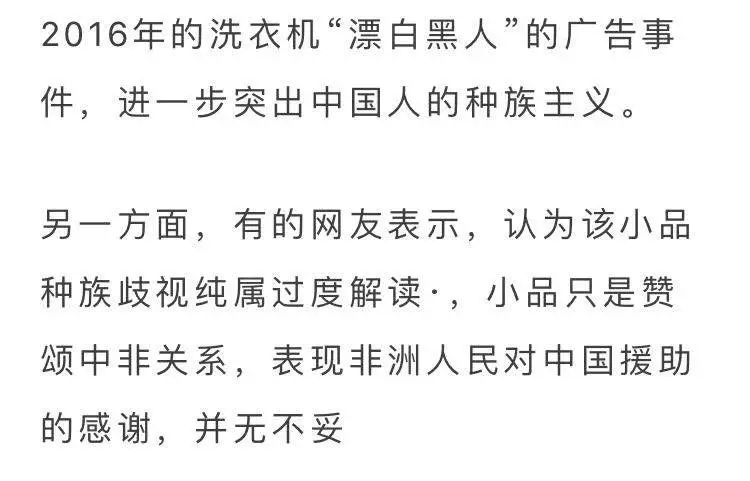 2016年的洗衣机“漂白黑人”的广告事
件，进一步突出中国人的种族主义。
另一方面，有的网友表示，认为该小品
种族歧视纯属过度解读·，小品只是赞
颂中非关系，表现非洲人民对中国援助
的感谢，并无不妥